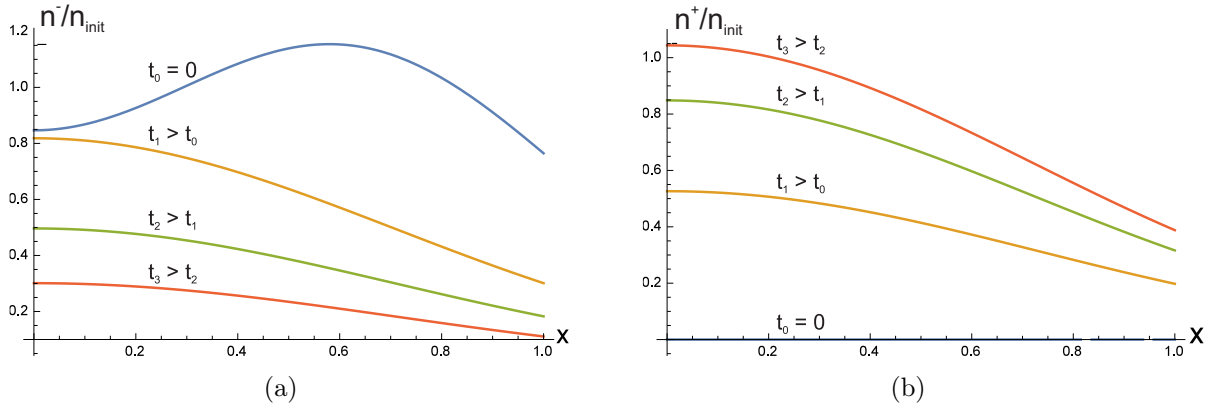 n⁻/n_init
1.2
t₀ = 0
1.0
0.8
t₁ > t₀
0.6
t₂ > t₁
0.4
t₃ > t₂
0.2
0.2 0.4 0.6 0.8 1.0 X
(a)
n⁺/n_init
t₃ > t₂
1.0
t₂ > t₁
0.8
0.6
t₁ > t₀
0.4
0.2
t₀ = 0
0.2 0.4 0.6 0.8 1.0 X
(b)